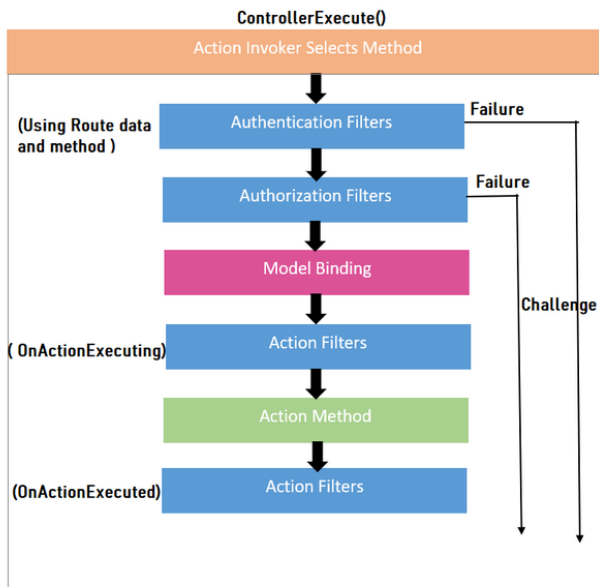 ControllerExecute()
Action Invoker Selects Method
(Using Route data
and method )
Authentication Filters
Failure
Authorization Filters
Failure
Model Binding
Challenge
( OnActionExecuting)
Action Filters
Action Method
(OnActionExecuted)
Action Filters